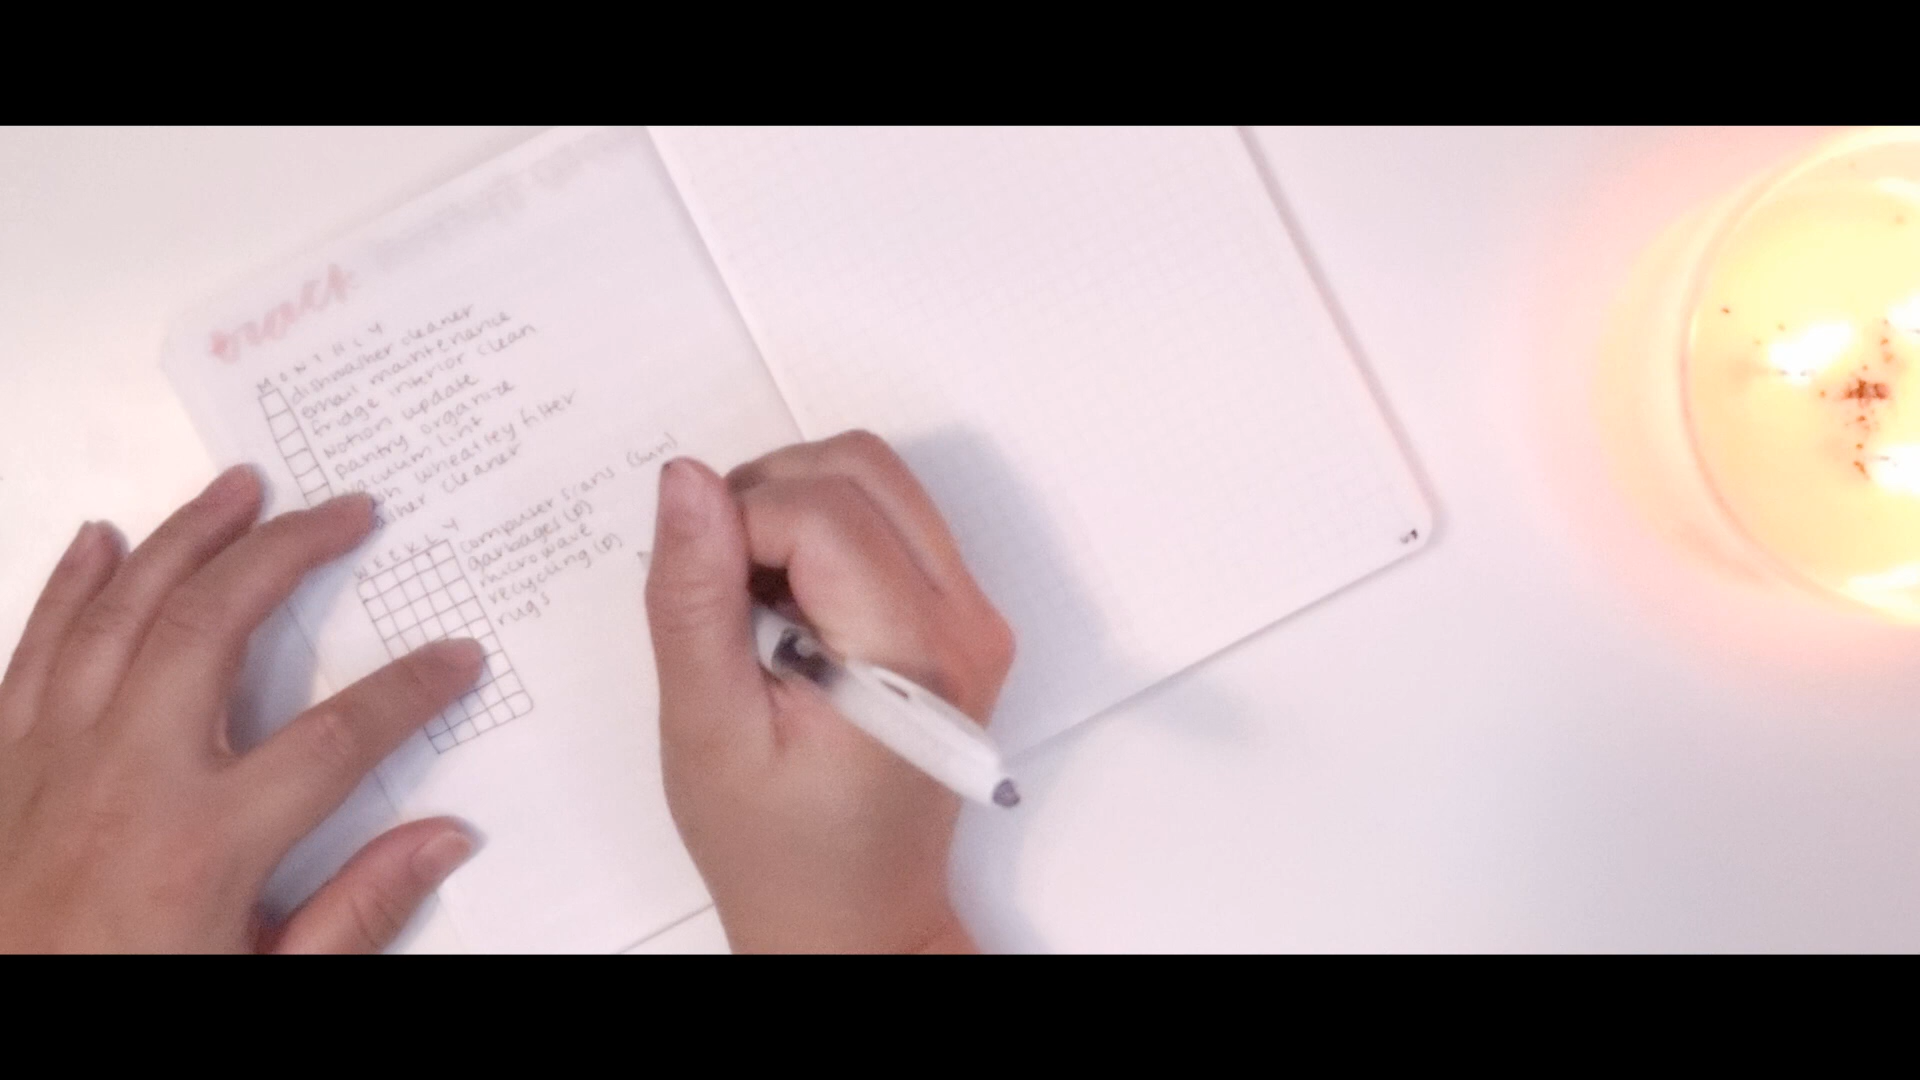 track
MONTHLY
dishwasher cleaner
email maintenance
fridge interior clean
notion update
pantry organize
vacuum lint
wheatley filter
cleaner
WEEKLY
computer scans (Sun)
garbages (D)
microwave
recycling (D)
rugs